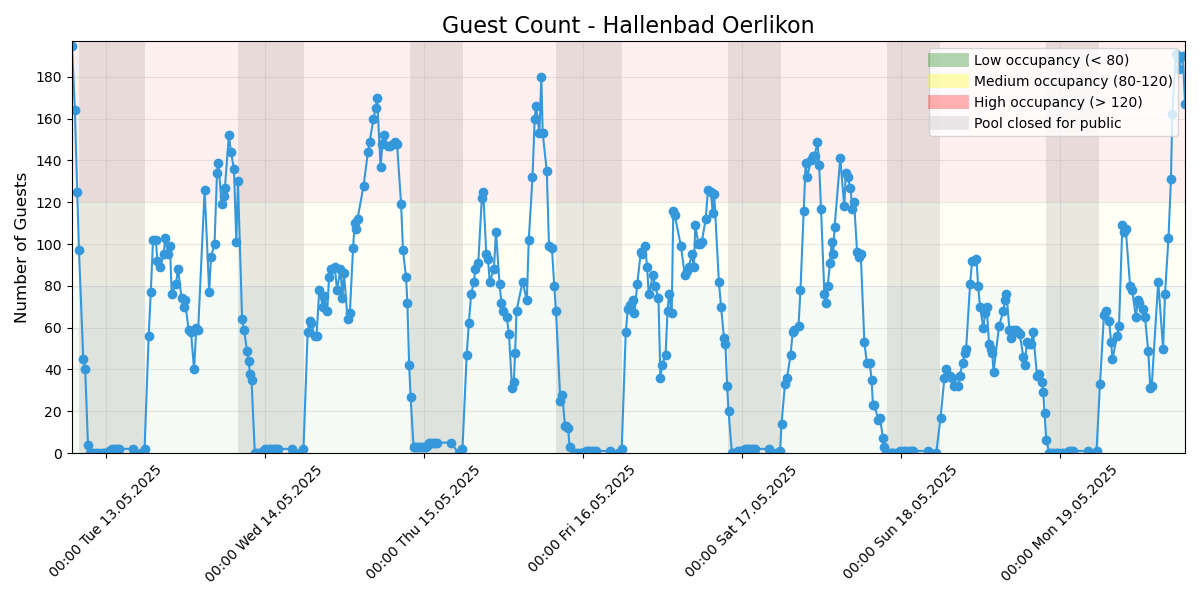 Guest Count - Hallenbad Oerlikon
Number of Guests
180
160
140
120
100
80
60
40
20
0
Low occupancy (< 80)
Medium occupancy (80-120)
High occupancy (> 120)
Pool closed for public
00:00 Tue 13.05.2025
00:00 Wed 14.05.2025
00:00 Thu 15.05.2025
00:00 Fri 16.05.2025
00:00 Sat 17.05.2025
00:00 Sun 18.05.2025
00:00 Mon 19.05.2025